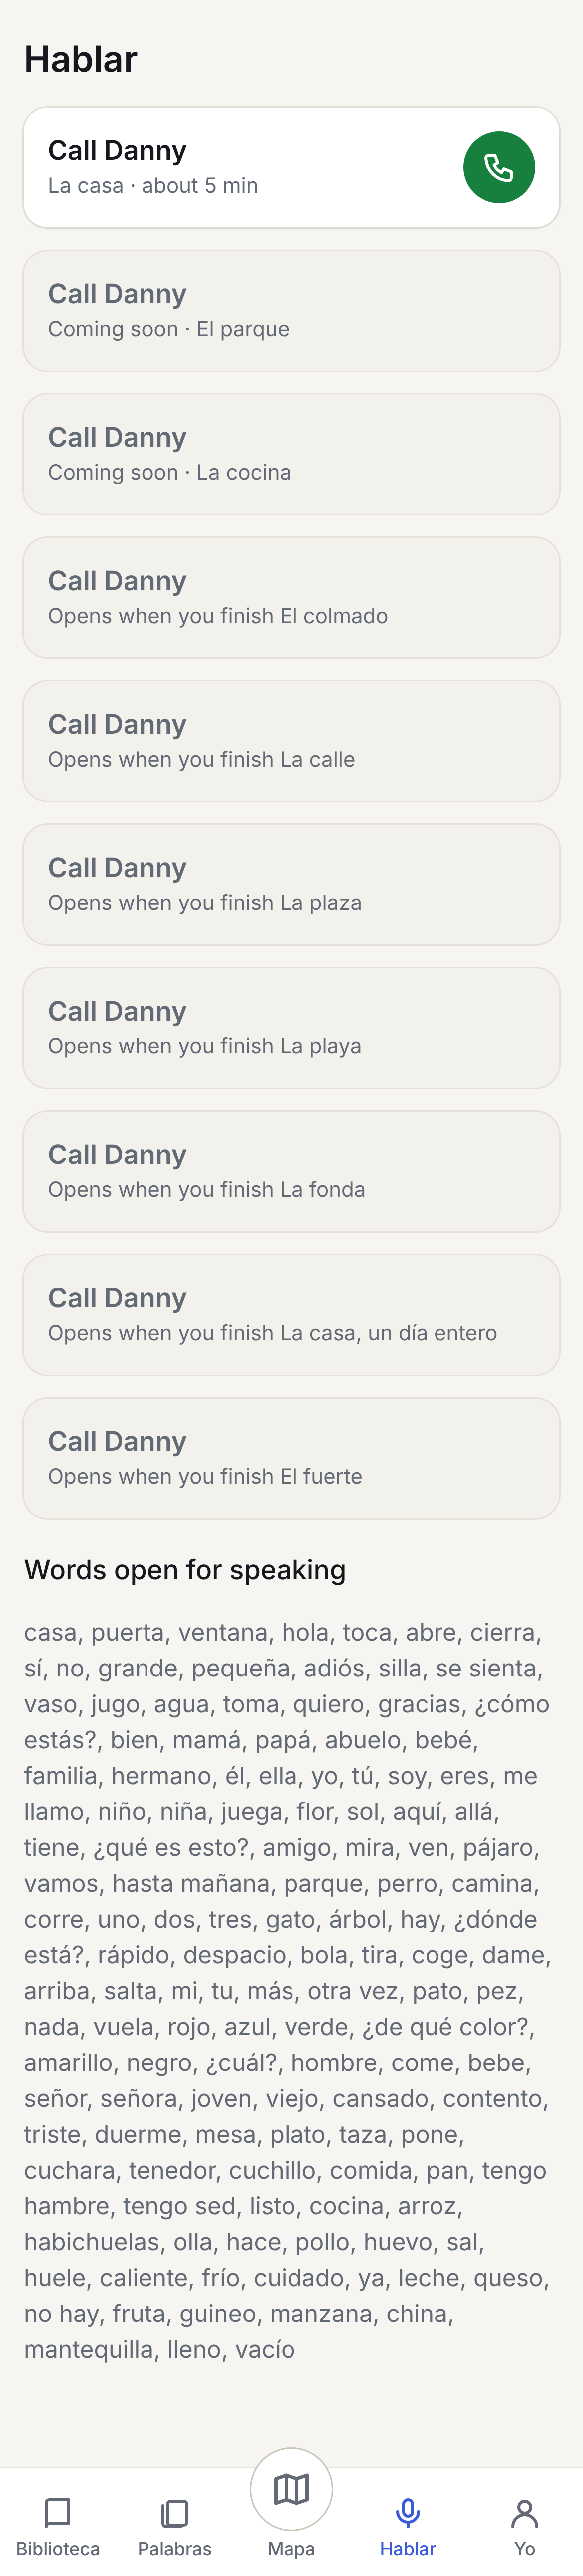 Hablar
Call Danny
La casa · about 5 min
Call Danny
Coming soon · El parque
Call Danny
Coming soon · La cocina
Call Danny
Opens when you finish El colmado
Call Danny
Opens when you finish La calle
Call Danny
Opens when you finish La plaza
Call Danny
Opens when you finish La playa
Call Danny
Opens when you finish La fonda
Call Danny
Opens when you finish La casa, un día entero
Call Danny
Opens when you finish El fuerte
Words open for speaking
casa, puerta, ventana, hola, toca, abre, cierra,
sí, no, grande, pequeña, adiós, silla, se sienta,
vaso, jugo, agua, toma, quiero, gracias, ¿cómo
estás?, bien, mamá, papá, abuelo, bebé,
familia, hermano, él, ella, yo, tú, soy, eres, me
llamo, niño, niña, juega, flor, sol, aquí, allá,
tiene, ¿qué es esto?, amigo, mira, ven, pájaro,
vamos, hasta mañana, parque, perro, camina,
corre, uno, dos, tres, gato, árbol, hay, ¿dónde
está?, rápido, despacio, bola, tira, coge, dame,
arriba, salta, mi, tu, más, otra vez, pato, pez,
nada, vuela, rojo, azul, verde, ¿de qué color?,
amarillo, negro, ¿cuál?, hombre, come, bebe,
señor, señora, joven, viejo, cansado, contento,
triste, duerme, mesa, plato, taza, pone,
cuchara, tenedor, cuchillo, comida, pan, tengo
hambre, tengo sed, listo, cocina, arroz,
habichuelas, olla, hace, pollo, huevo, sal,
huele, caliente, frío, cuidado, ya, leche, queso,
no hay, fruta, guineo, manzana, china,
mantequilla, lleno, vacío
Biblioteca
Palabras
Mapa
Hablar
Yo